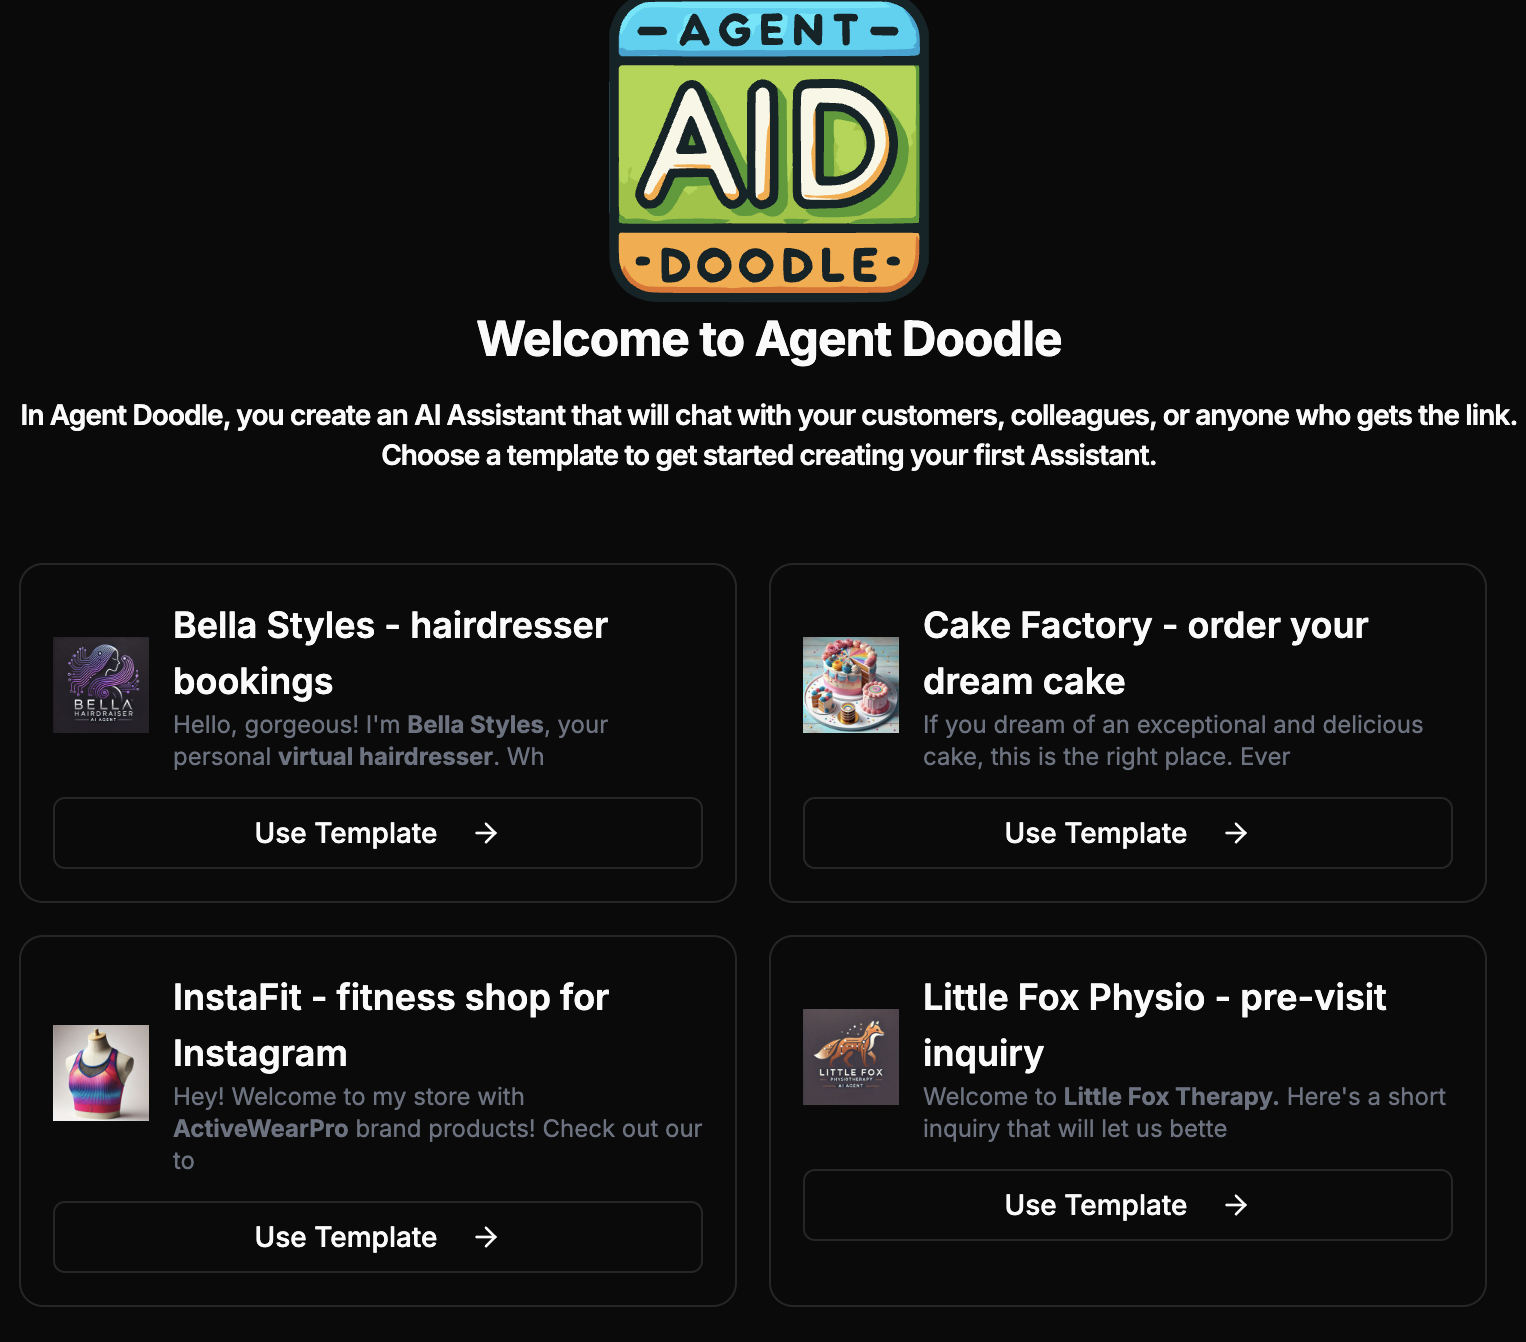 - AGENT -
AID
- DOODLE -
Welcome to Agent Doodle
In Agent Doodle, you create an AI Assistant that will chat with your customers, colleagues, or anyone who gets the link.
Choose a template to get started creating your first Assistant.
BELLA
HAIRDRAISER
— AI AGENT —
Bella Styles - hairdresser
bookings
Hello, gorgeous! I'm Bella Styles, your
personal virtual hairdresser. Wh
Use Template →
Cake Factory - order your
dream cake
If you dream of an exceptional and delicious
cake, this is the right place. Ever
Use Template →
InstaFit - fitness shop for
Instagram
Hey! Welcome to my store with
ActiveWearPro brand products! Check out our
to
Use Template →
LITTLE FOX
PHYSIOTHERAPY
— AI AGENT —
Little Fox Physio - pre-visit
inquiry
Welcome to Little Fox Therapy. Here's a short
inquiry that will let us bette
Use Template →